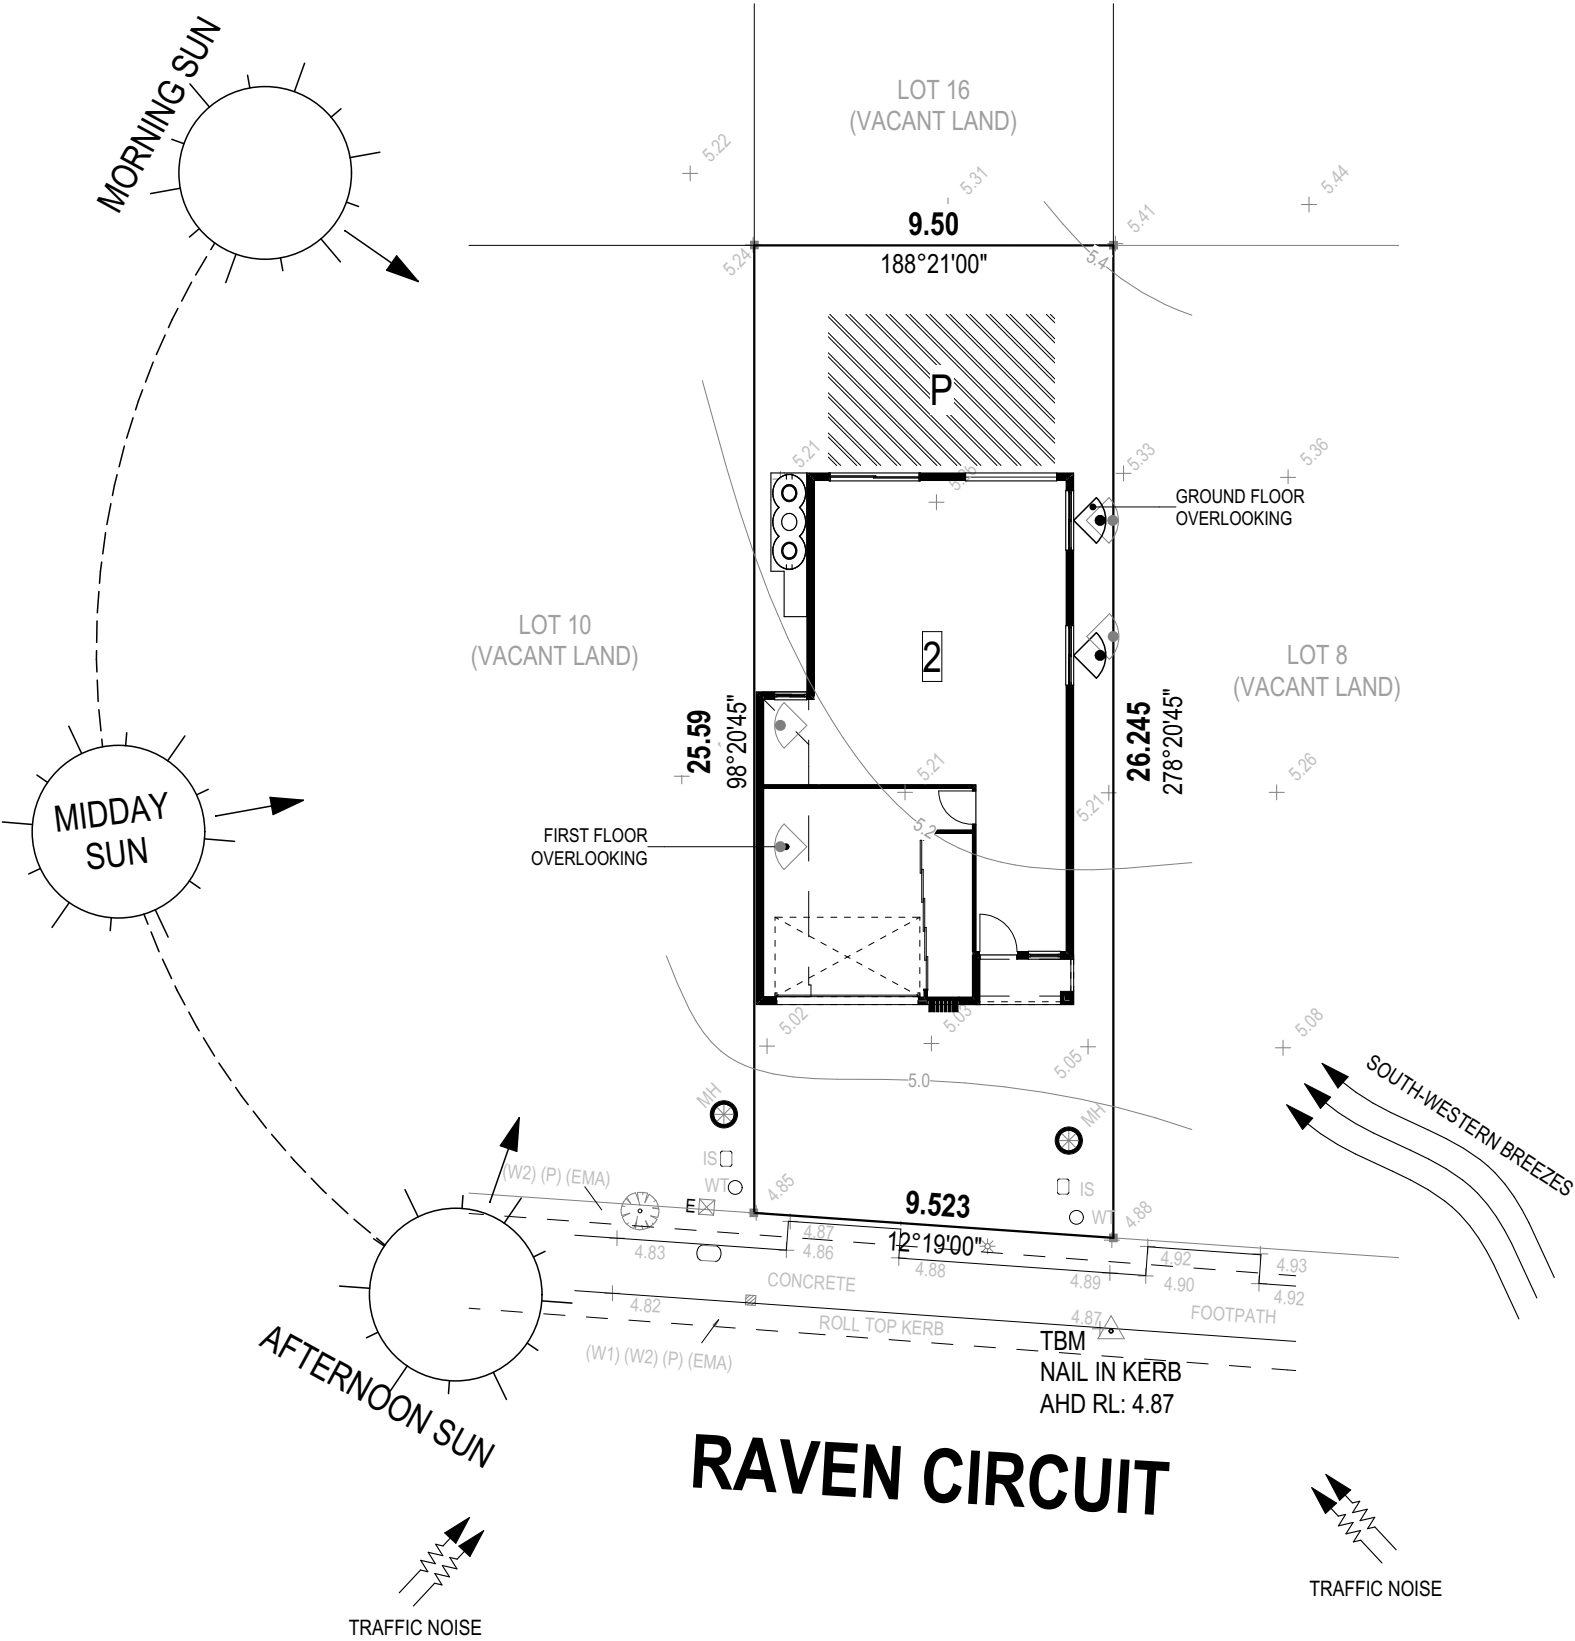 MORNING SUN
LOT 16
(VACANT LAND)
5.22
5.31
5.44
5.41
9.50
188°21'00"
5.24
5.4
P
5.21
5.33
5.36
GROUND FLOOR
OVERLOOKING
LOT 10
(VACANT LAND)
2
LOT 8
(VACANT LAND)
25.59
98°20'45"
26.245
278°20'45"
5.21
5.21
5.26
MIDDAY
SUN
5.2
FIRST FLOOR
OVERLOOKING
5.02
5.03
5.05
5.08
5.0
SOUTH-WESTERN BREEZES
MH
MH
IS
WT
(W2) (P) (EMA)
E
4.85
9.523
12°19'00"
IS
WT
4.88
4.83
4.87
4.86
4.88
4.89
4.92
4.90
4.93
4.92
CONCRETE
FOOTPATH
4.82
ROLL TOP KERB
4.87
(W1) (W2) (P) (EMA)
TBM
NAIL IN KERB
AHD RL: 4.87
AFTERNOON SUN
RAVEN CIRCUIT
TRAFFIC NOISE
TRAFFIC NOISE